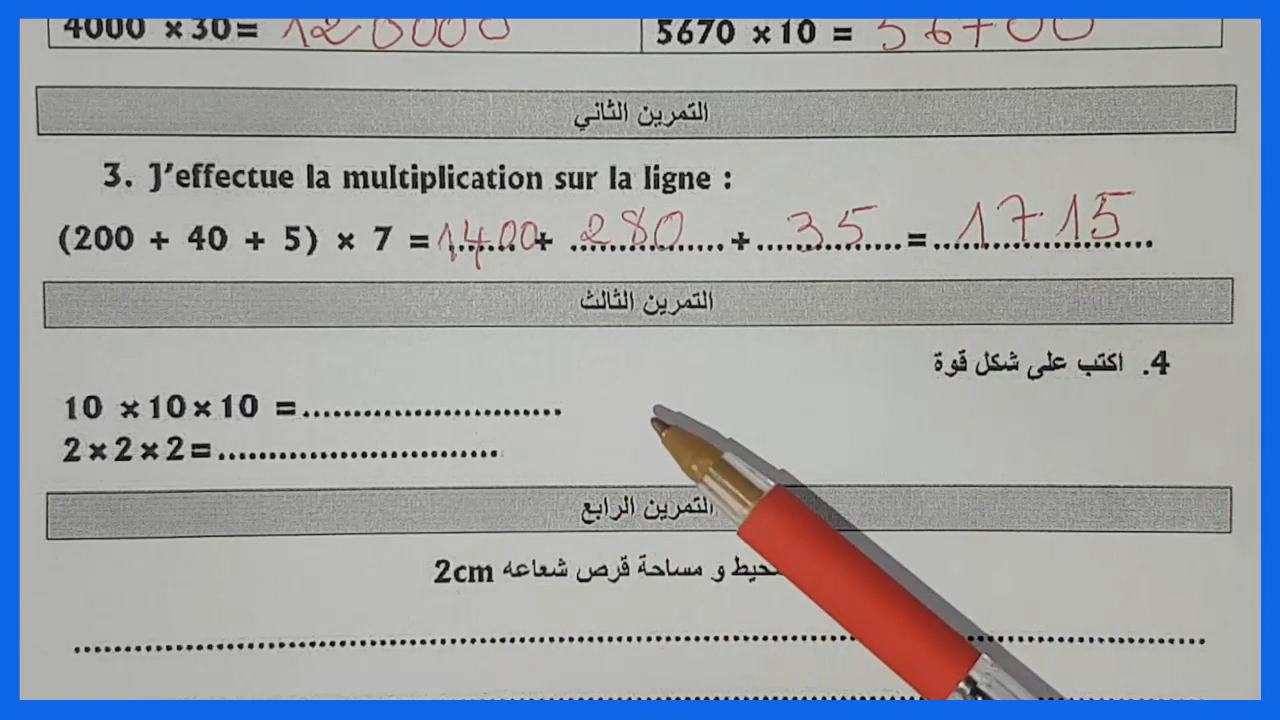 4000 ×30= 120000
5670 ×10 = 56700
التمرين الثاني
3. J'effectue la multiplication sur la ligne :
(200 + 40 + 5) × 7 =1400+ 280 + 35 = 1715
التمرين الثالث
4. اكتب على شكل قوة
10 ×10×10 =..............................
2×2×2=..............................
التمرين الرابع
و مساحة قرص شعاعه 2cm